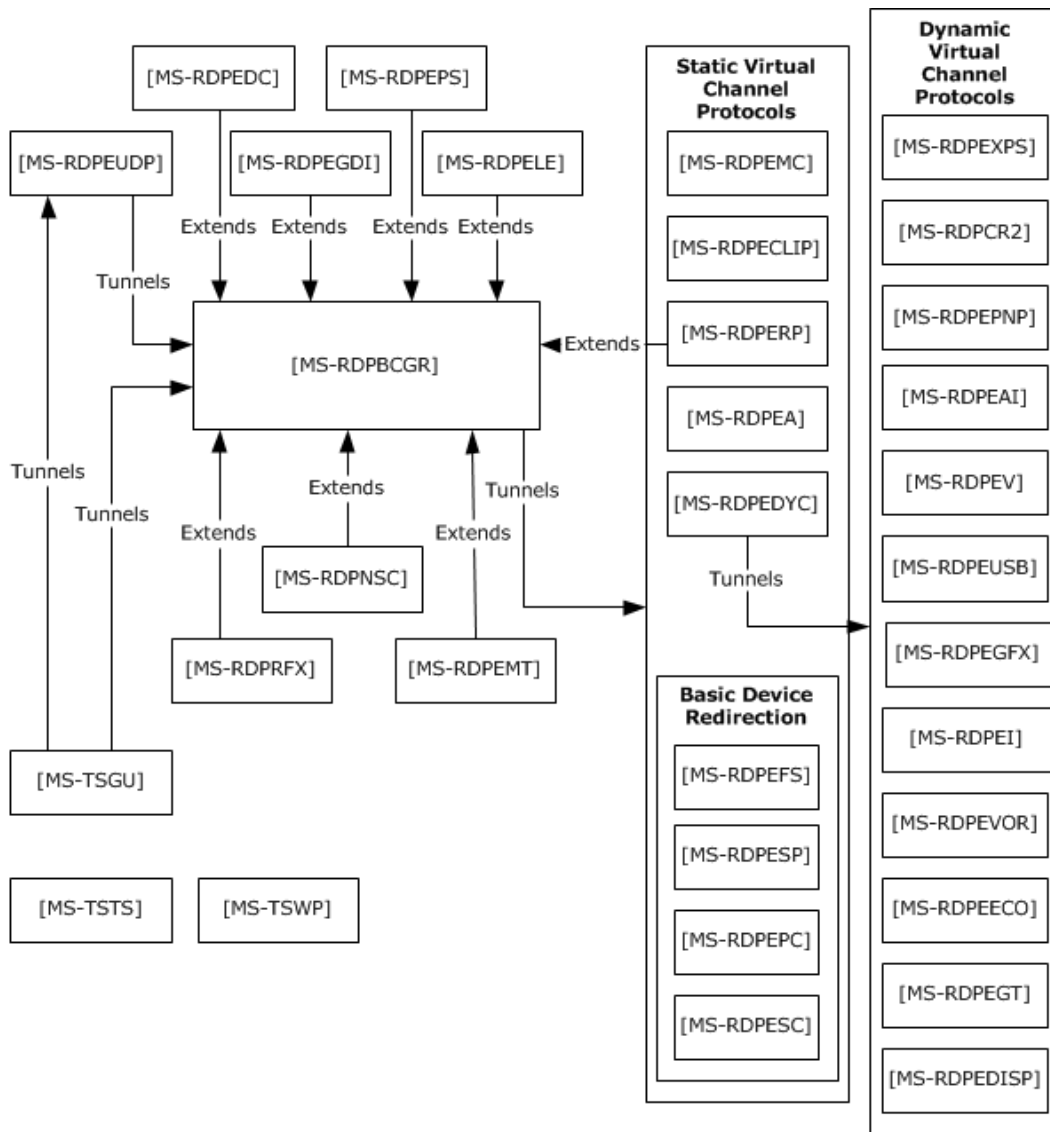 [MS-RDPEDC]
[MS-RDPEPS]
[MS-RDPEUDP]
[MS-RDPEGDI]
[MS-RDPELE]
Extends
Extends
Extends
Extends
Tunnels
[MS-RDPBCGR]
Extends
Tunnels
Tunnels
Extends
Extends
Extends
Tunnels
[MS-RDPNSC]
[MS-RDPRFX]
[MS-RDPEMT]
[MS-TSGU]
[MS-TSTS]
[MS-TSWP]
Static Virtual
Channel
Protocols
[MS-RDPEMC]
[MS-RDPECLIP]
[MS-RDPERP]
[MS-RDPEA]
[MS-RDPEDYC]
Tunnels
Basic Device
Redirection
[MS-RDPEFS]
[MS-RDPESP]
[MS-RDPEPC]
[MS-RDPESC]
Dynamic
Virtual
Channel
Protocols
[MS-RDPEXPS]
[MS-RDPCR2]
[MS-RDPEPNP]
[MS-RDPEAI]
[MS-RDPEV]
[MS-RDPEUSB]
[MS-RDPEGFX]
[MS-RDPEI]
[MS-RDPEVOR]
[MS-RDPEECO]
[MS-RDPEGT]
[MS-RDPEDISP]